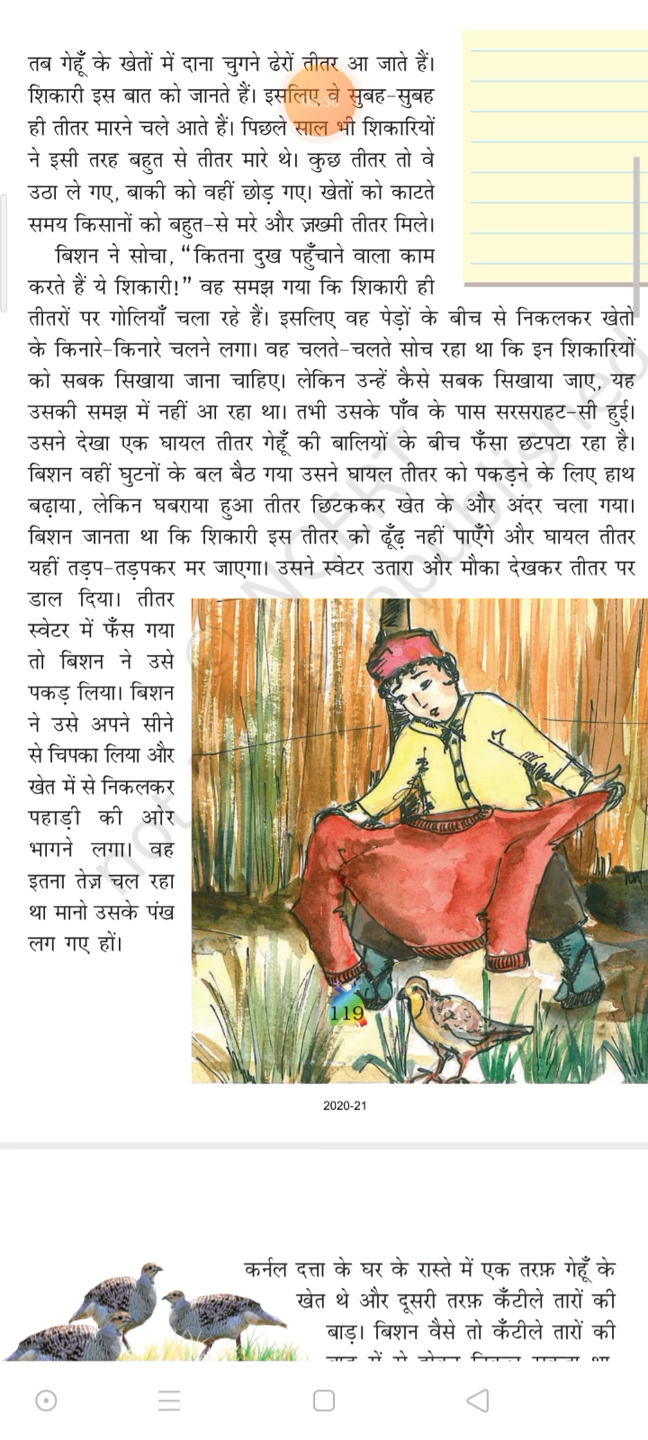 तब गेहूँ के खेतों में दाना चुगने ढेरों तीतर आ जाते हैं।
शिकारी इस बात को जानते हैं। इसलिए वे सुबह-सुबह
ही तीतर मारने चले आते हैं। पिछले साल भी शिकारियों
ने इसी तरह बहुत से तीतर मारे थे। कुछ तीतर तो वे
उठा ले गए, बाकी को वहीं छोड़ गए। खेतों को काटते
समय किसानों को बहुत-से मरे और ज़ख्मी तीतर मिले।
बिशन ने सोचा, “कितना दुख पहुँचाने वाला काम
करते हैं ये शिकारी!” वह समझ गया कि शिकारी ही
तीतरों पर गोलियाँ चला रहे हैं। इसलिए वह पेड़ों के बीच से निकलकर खेतों
के किनारे-किनारे चलने लगा। वह चलते-चलते सोच रहा था कि इन शिकारियों
को सबक सिखाया जाना चाहिए। लेकिन उन्हें कैसे सबक सिखाया जाए, यह
उसकी समझ में नहीं आ रहा था। तभी उसके पाँव के पास सरसराहट-सी हुई।
उसने देखा एक घायल तीतर गेहूँ की बालियों के बीच फँसा छटपटा रहा है।
बिशन वहीं घुटनों के बल बैठ गया उसने घायल तीतर को पकड़ने के लिए हाथ
बढ़ाया, लेकिन घबराया हुआ तीतर छिटककर खेत के और अंदर चला गया।
बिशन जानता था कि शिकारी इस तीतर को ढूँढ़ नहीं पाएँगे और घायल तीतर
यहीं तड़प-तड़पकर मर जाएगा। उसने स्वेटर उतारा और मौका देखकर तीतर पर
डाल दिया। तीतर
स्वेटर में फँस गया
तो बिशन ने उसे
पकड़ लिया। बिशन
ने उसे अपने सीने
से चिपका लिया और
खेत में से निकलकर
पहाड़ी की ओर
भागने लगा। वह
इतना तेज़ चल रहा
था मानो उसके पंख
लग गए हों।
119
2020-21
कर्नल दत्ता के घर के रास्ते में एक तरफ़ गेहूँ के
खेत थे और दूसरी तरफ़ कँटीले तारों की
बाड़। बिशन वैसे तो कँटीले तारों की